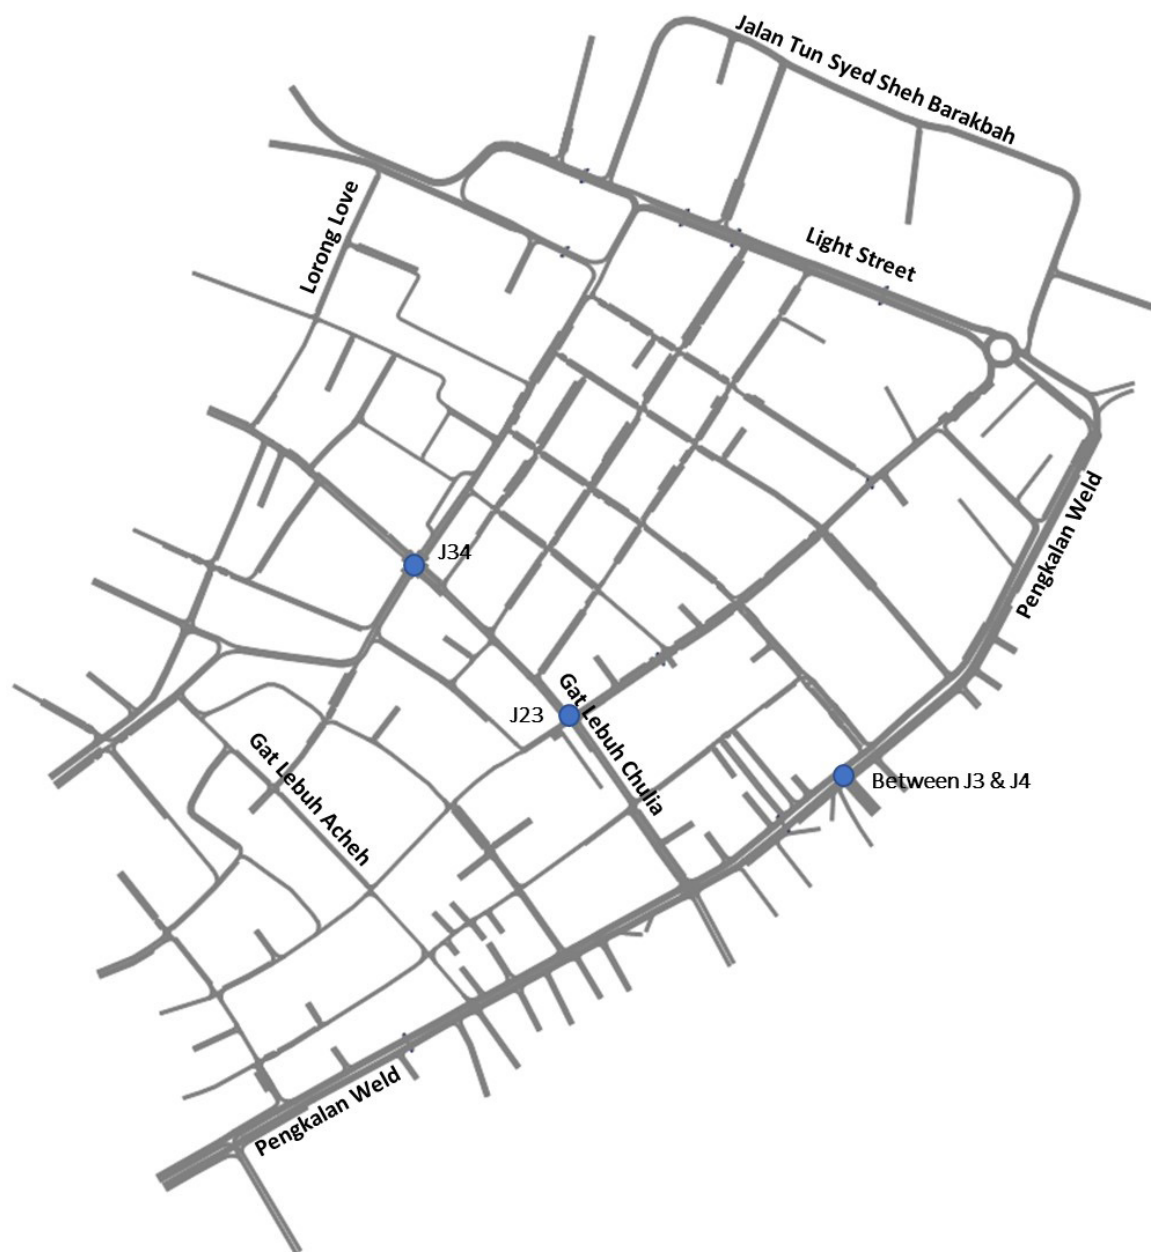 Jalan Tun Syed Sheh Barakbah
Lorong Love
Light Street
Pengkalan Weld
J34
J23
Gat Lebuh Chulia
Gat Lebuh Acheh
Between J3 & J4
Pengkalan Weld